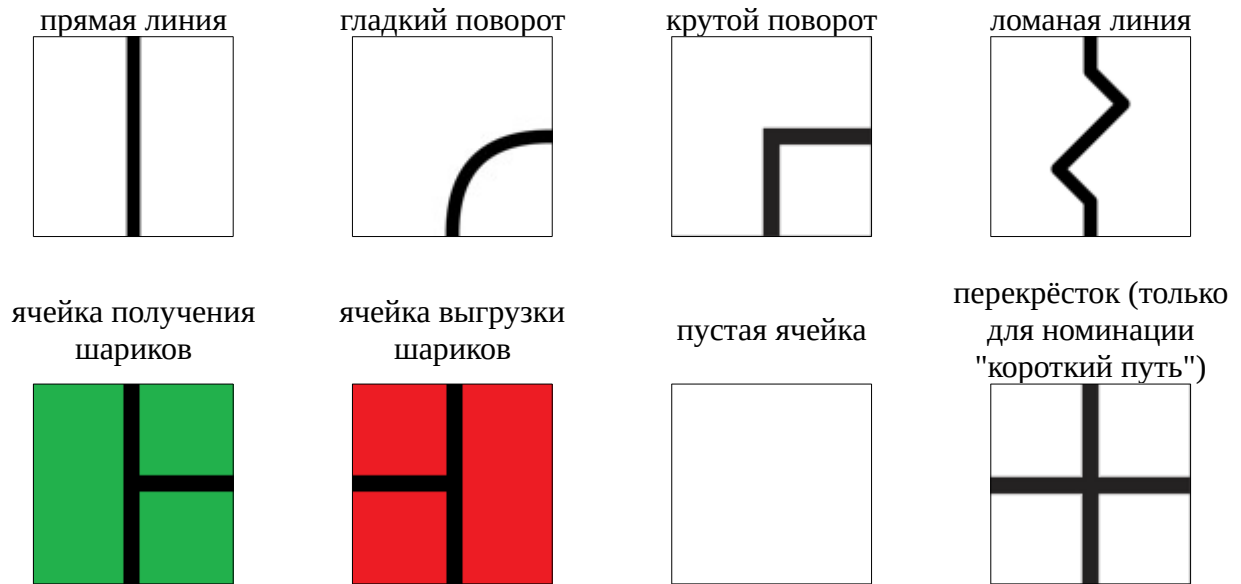 прямая линия
гладкий поворот
крутой поворот
ломаная линия
ячейка получения
шариков
ячейка выгрузки
шариков
пустая ячейка
перекрёсток (только
для номинации
"короткий путь")